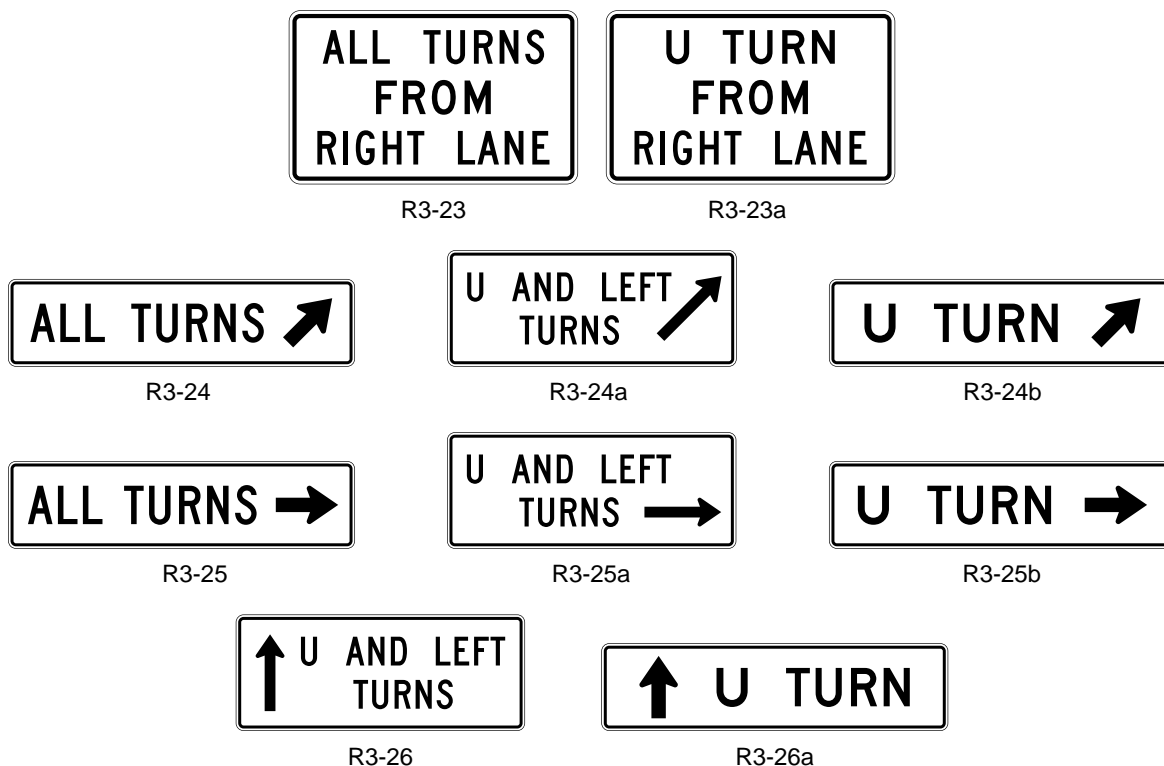 ALL TURNS
FROM
RIGHT LANE
R3-23
U TURN
FROM
RIGHT LANE
R3-23a
ALL TURNS
R3-24
U AND LEFT
TURNS
R3-24a
U TURN
R3-24b
ALL TURNS
R3-25
U AND LEFT
TURNS
R3-25a
U TURN
R3-25b
U AND LEFT
TURNS
R3-26
U TURN
R3-26a